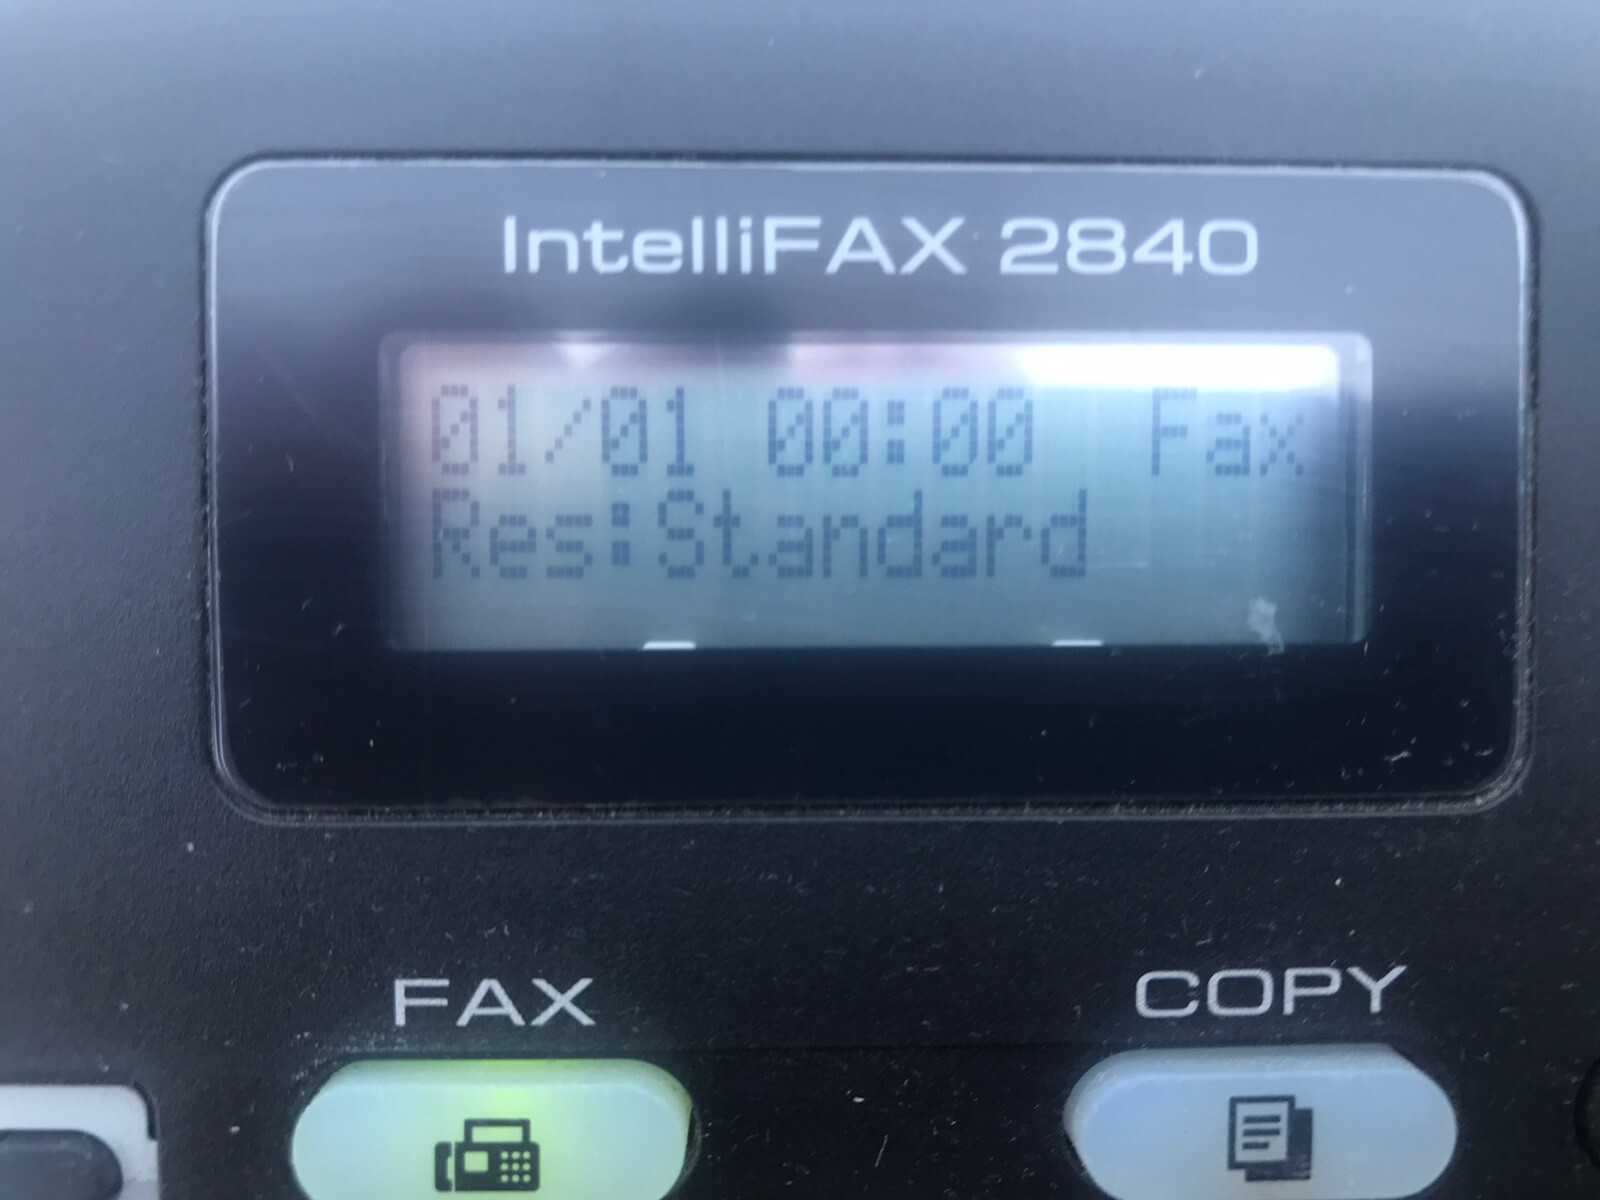 IntelliFAX 2840
01/01 00:00 Fax
Res:Standard
FAX COPY